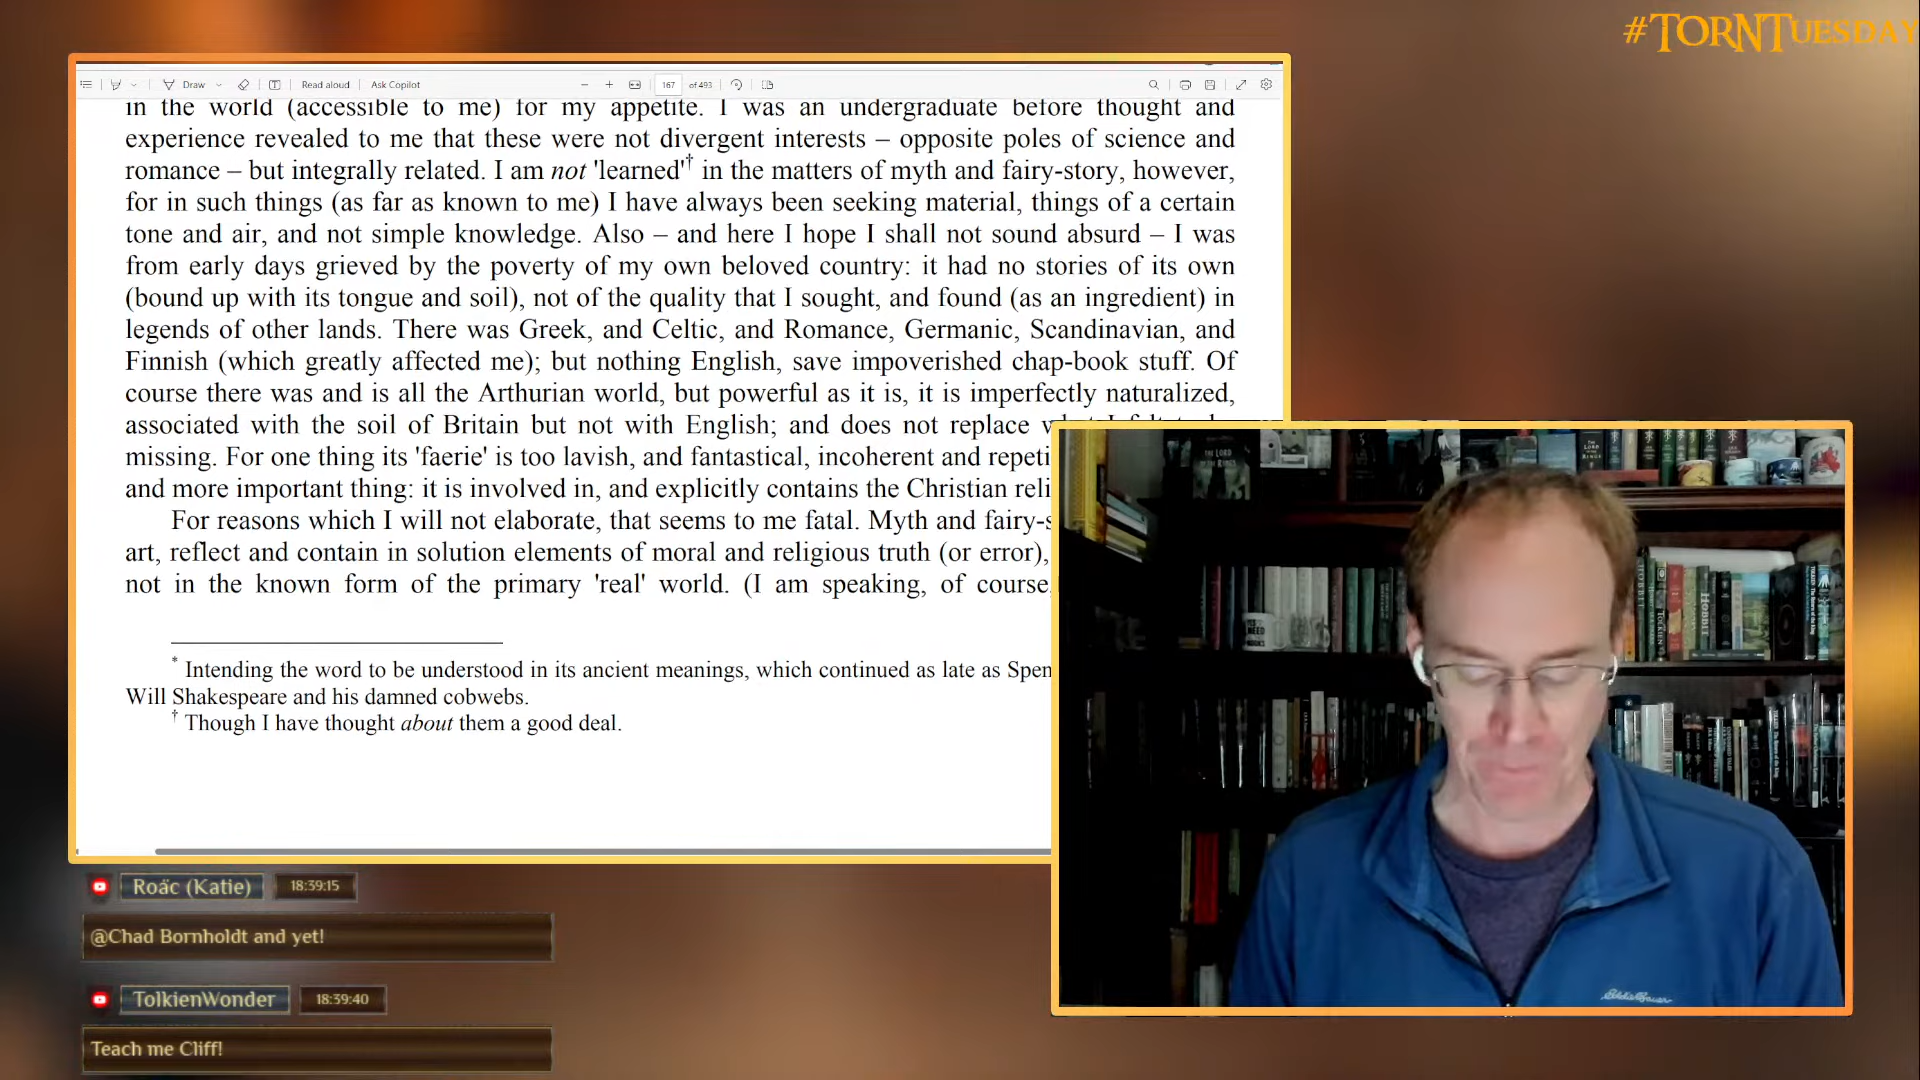 #TORNTUESDAY
Draw
Read aloud
Ask Copilot
167
of 493
in the world (accessible to me) for my appetite. I was an undergraduate before thought and
experience revealed to me that these were not divergent interests – opposite poles of science and
romance – but integrally related. I am not 'learned'† in the matters of myth and fairy-story, however,
for in such things (as far as known to me) I have always been seeking material, things of a certain
tone and air, and not simple knowledge. Also – and here I hope I shall not sound absurd – I was
from early days grieved by the poverty of my own beloved country: it had no stories of its own
(bound up with its tongue and soil), not of the quality that I sought, and found (as an ingredient) in
legends of other lands. There was Greek, and Celtic, and Romance, Germanic, Scandinavian, and
Finnish (which greatly affected me); but nothing English, save impoverished chap-book stuff. Of
course there was and is all the Arthurian world, but powerful as it is, it is imperfectly naturalized,
associated with the soil of Britain but not with English; and does not replace
missing. For one thing its 'faerie' is too lavish, and fantastical, incoherent and repeti
and more important thing: it is involved in, and explicitly contains the Christian reli
For reasons which I will not elaborate, that seems to me fatal. Myth and fairy-s
art, reflect and contain in solution elements of moral and religious truth (or error),
not in the known form of the primary 'real' world. (I am speaking, of course,
* Intending the word to be understood in its ancient meanings, which continued as late as Spen
Will Shakespeare and his damned cobwebs.
† Though I have thought about them a good deal.
THE LORD OF THE RINGS
HOBBIT
TOLKIEN
Eddie Bauer
Roäc (Katie)
18:39:15
@Chad Bornholdt and yet!
TolkienWonder
18:39:40
Teach me Cliff!